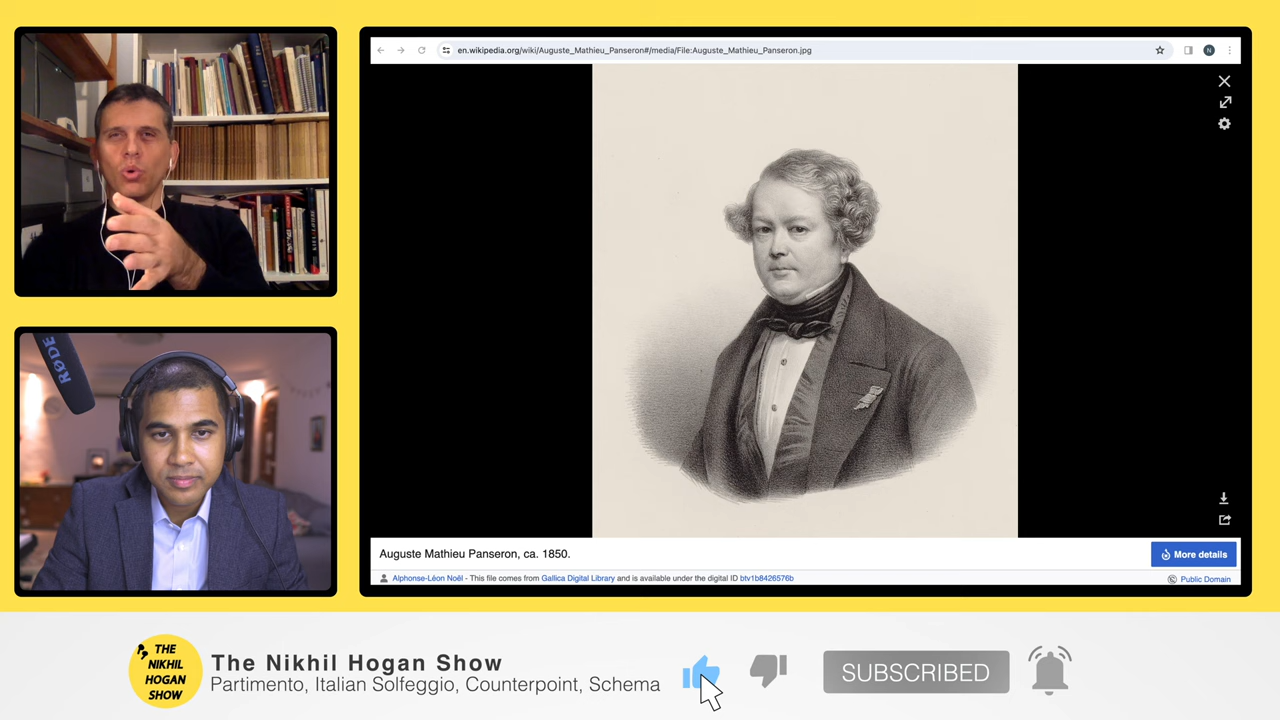 en.wikipedia.org/wiki/Auguste_Mathieu_Panseron#/media/File:Auguste_Mathieu_Panseron.jpg
N
RØDE
Auguste Mathieu Panseron, ca. 1850.
More details
Alphonse-Léon Noël - This file comes from Gallica Digital Library and is available under the digital ID btv1b8426576b
Public Domain
THE
NIKHIL
HOGAN
SHOW
The Nikhil Hogan Show
Partimento, Italian Solfeggio, Counterpoint, Schema
SUBSCRIBED